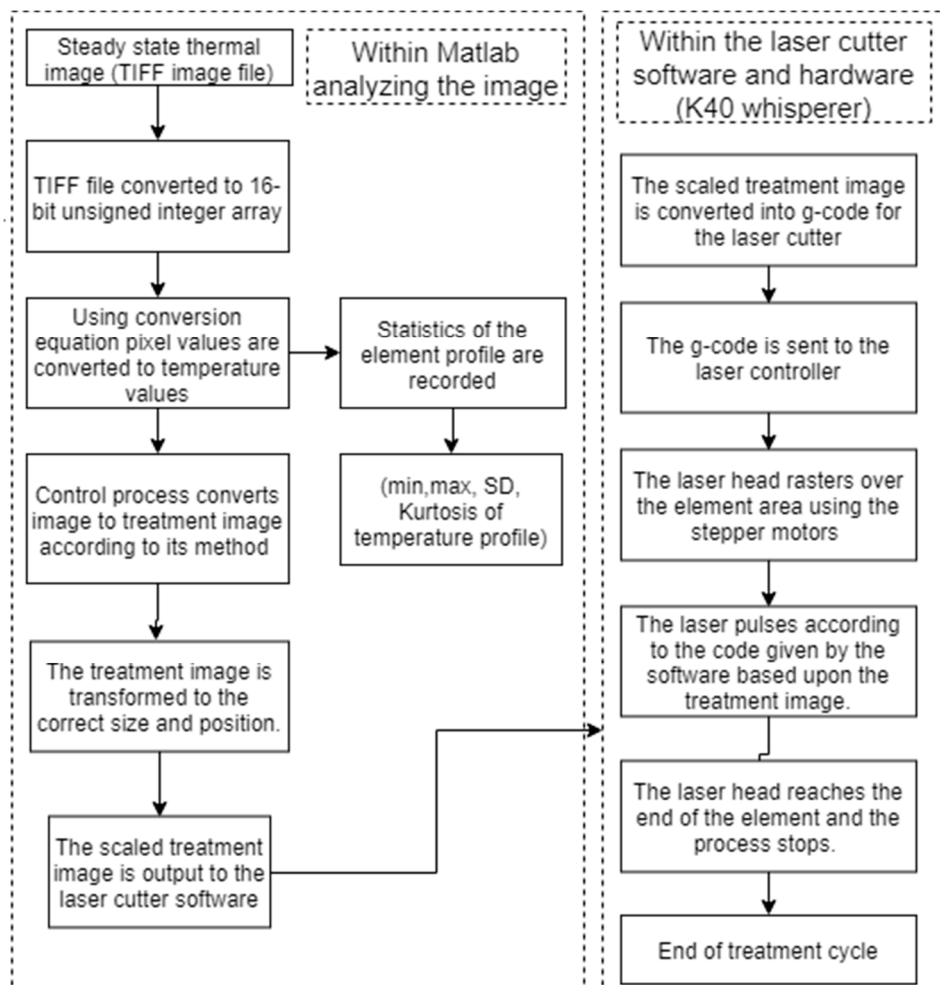 Steady state thermal
image (TIFF image file)
Within Matlab
analyzing the image
TIFF file converted to 16-
bit unsigned integer array
Using conversion
equation pixel values are
converted to temperature
values
Statistics of the
element profile are
recorded
Control process converts
image to treatment image
according to its method
(min,max, SD,
Kurtosis of
temperature profile)
The treatment image is
transformed to the
correct size and position.
The scaled treatment
image is output to the
laser cutter software
Within the laser cutter
software and hardware
(K40 whisperer)
The scaled treatment image
is converted into g-code for
the laser cutter
The g-code is sent to the
laser controller
The laser head rasters over
the element area using the
stepper motors
The laser pulses according
to the code given by the
software based upon the
treatment image.
The laser head reaches the
end of the element and the
process stops.
End of treatment cycle